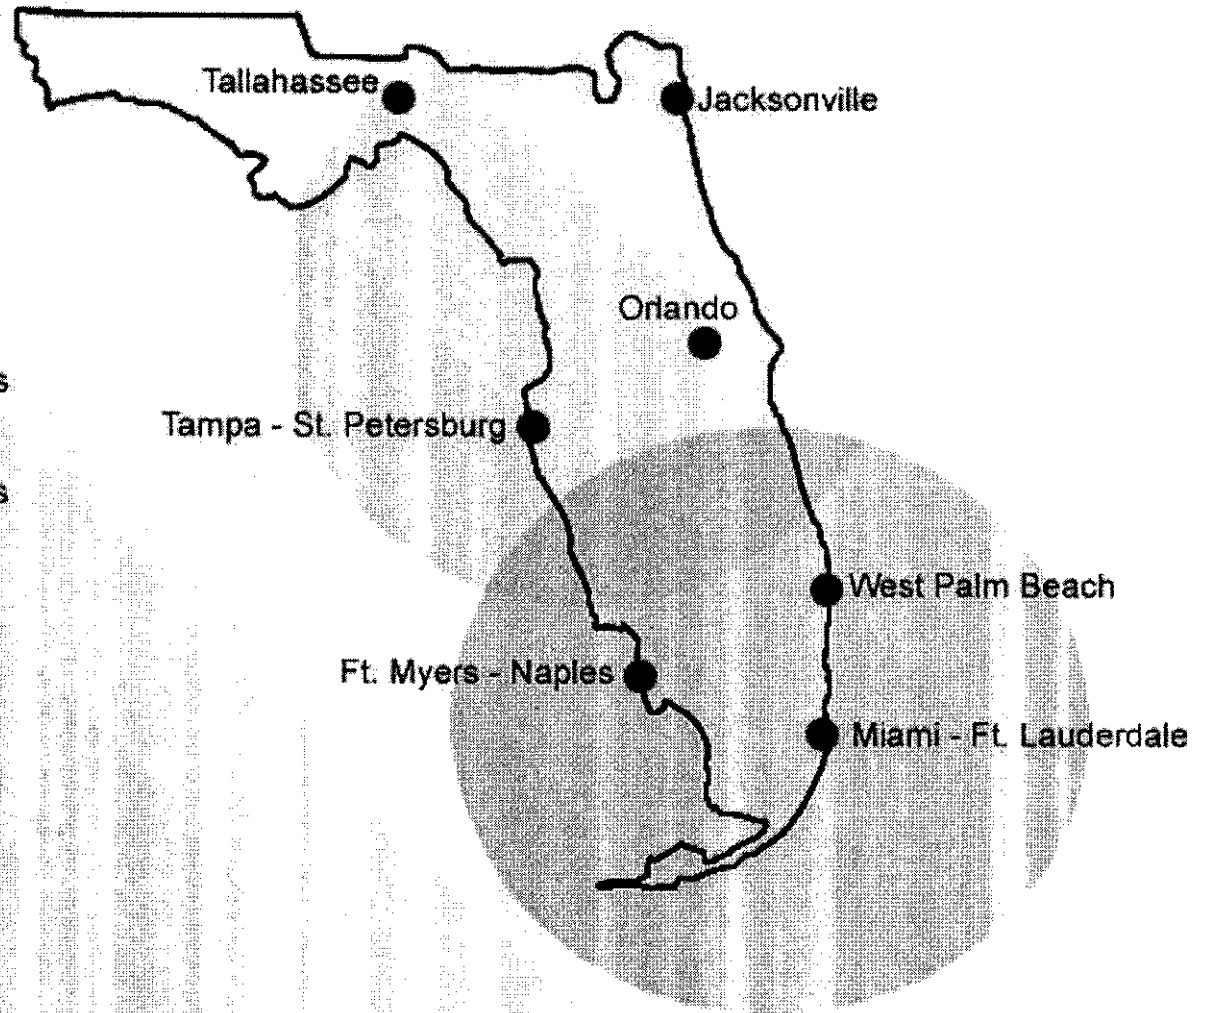 Tallahassee
Jacksonville
Orlando
s
Tampa - St. Petersburg
s
West Palm Beach
Ft. Myers - Naples
Miami - Ft. Lauderdale